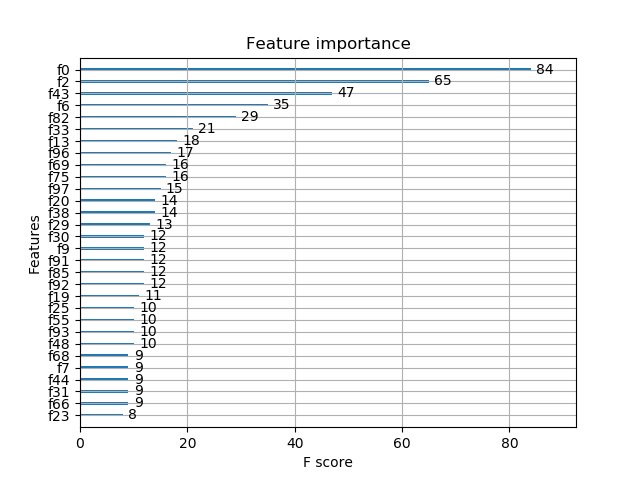 Feature importance
f0 84
f2 65
f43 47
f6 35
f82 29
f33 21
f13 18
f96 17
f69 16
f75 16
f97 15
f20 14
f38 14
f29 13
f30 12
f9 12
f91 12
f85 12
f92 12
f19 11
f25 10
f55 10
f93 10
f48 10
f68 9
f7 9
f44 9
f31 9
f66 9
f23 8
Features
0 20 40 60 80
F score